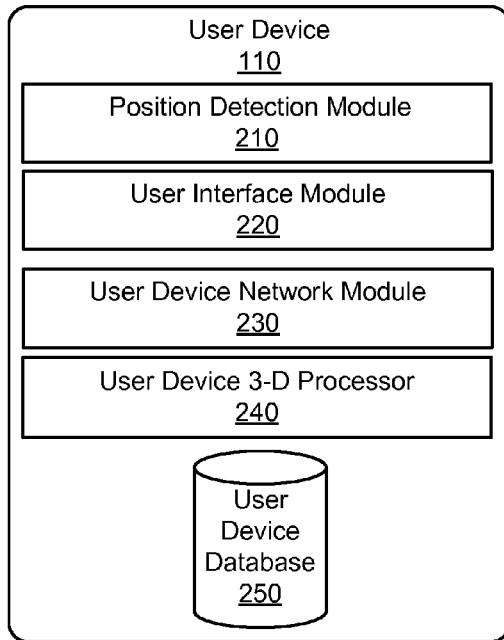 User Device
110
Position Detection Module
210
User Interface Module
220
User Device Network Module
230
User Device 3-D Processor
240
User
Device
Database
250